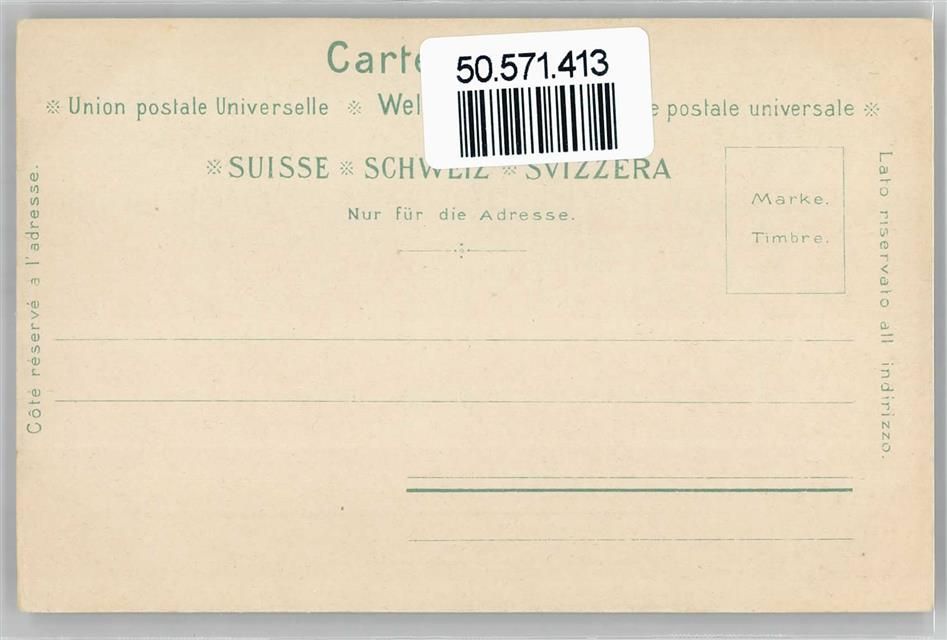 Carte
50.571.413
※ Union postale Universelle ※ Wel e postale universale ※
※ SUISSE ※ SCHWEIZ ※ SVIZZERA
Nur für die Adresse.
Marke.
Timbre.
Côté réservé à l'adresse.
Lato riservato all indirizzo.